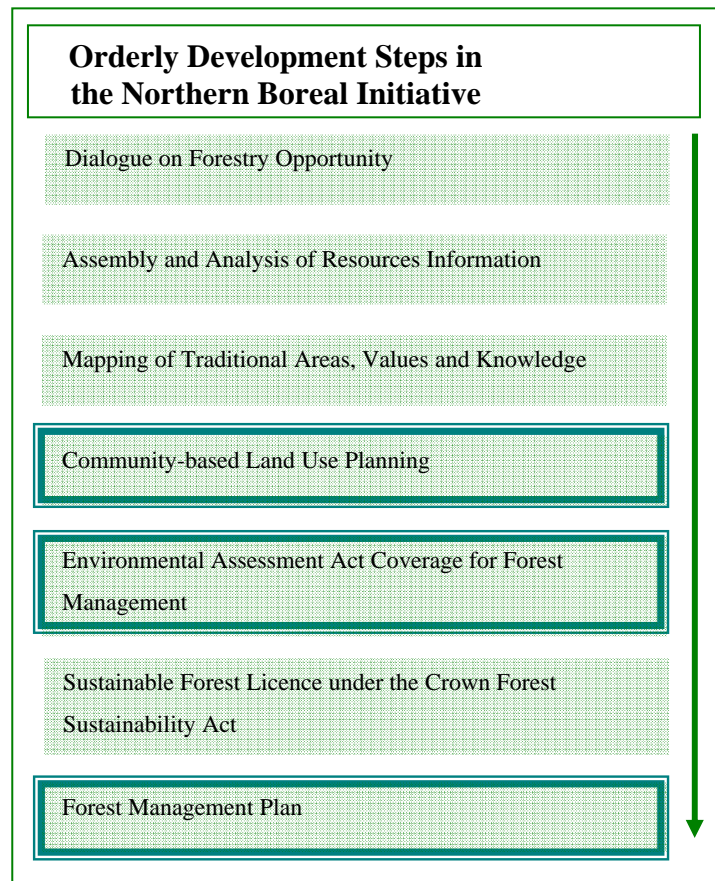 Orderly Development Steps in
the Northern Boreal Initiative
Dialogue on Forestry Opportunity
Assembly and Analysis of Resources Information
Mapping of Traditional Areas, Values and Knowledge
Community-based Land Use Planning
Environmental Assessment Act Coverage for Forest
Management
Sustainable Forest Licence under the Crown Forest
Sustainability Act
Forest Management Plan